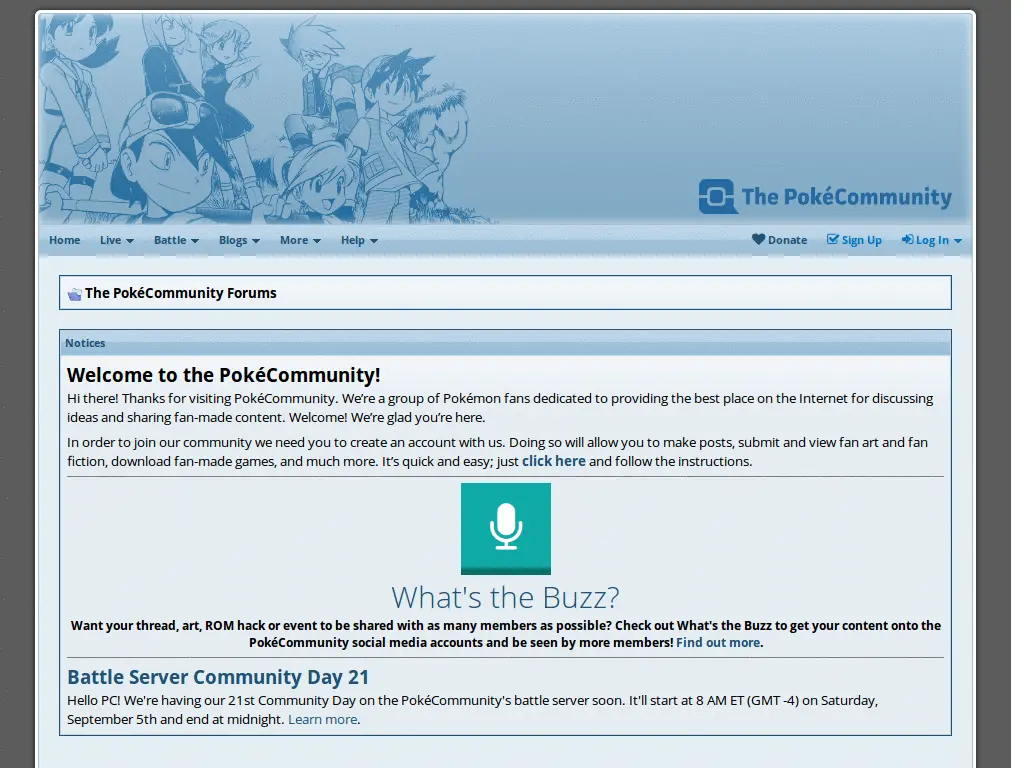 The PokéCommunity
Home Live Battle Blogs More Help Donate Sign Up Log In
The PokéCommunity Forums
Notices
Welcome to the PokéCommunity!
Hi there! Thanks for visiting PokéCommunity. We’re a group of Pokémon fans dedicated to providing the best place on the Internet for discussing
ideas and sharing fan-made content. Welcome! We’re glad you’re here.
In order to join our community we need you to create an account with us. Doing so will allow you to make posts, submit and view fan art and fan
fiction, download fan-made games, and much more. It’s quick and easy; just click here and follow the instructions.
What's the Buzz?
Want your thread, art, ROM hack or event to be shared with as many members as possible? Check out What's the Buzz to get your content onto the
PokéCommunity social media accounts and be seen by more members! Find out more.
Battle Server Community Day 21
Hello PC! We're having our 21st Community Day on the PokéCommunity's battle server soon. It'll start at 8 AM ET (GMT -4) on Saturday,
September 5th and end at midnight. Learn more.